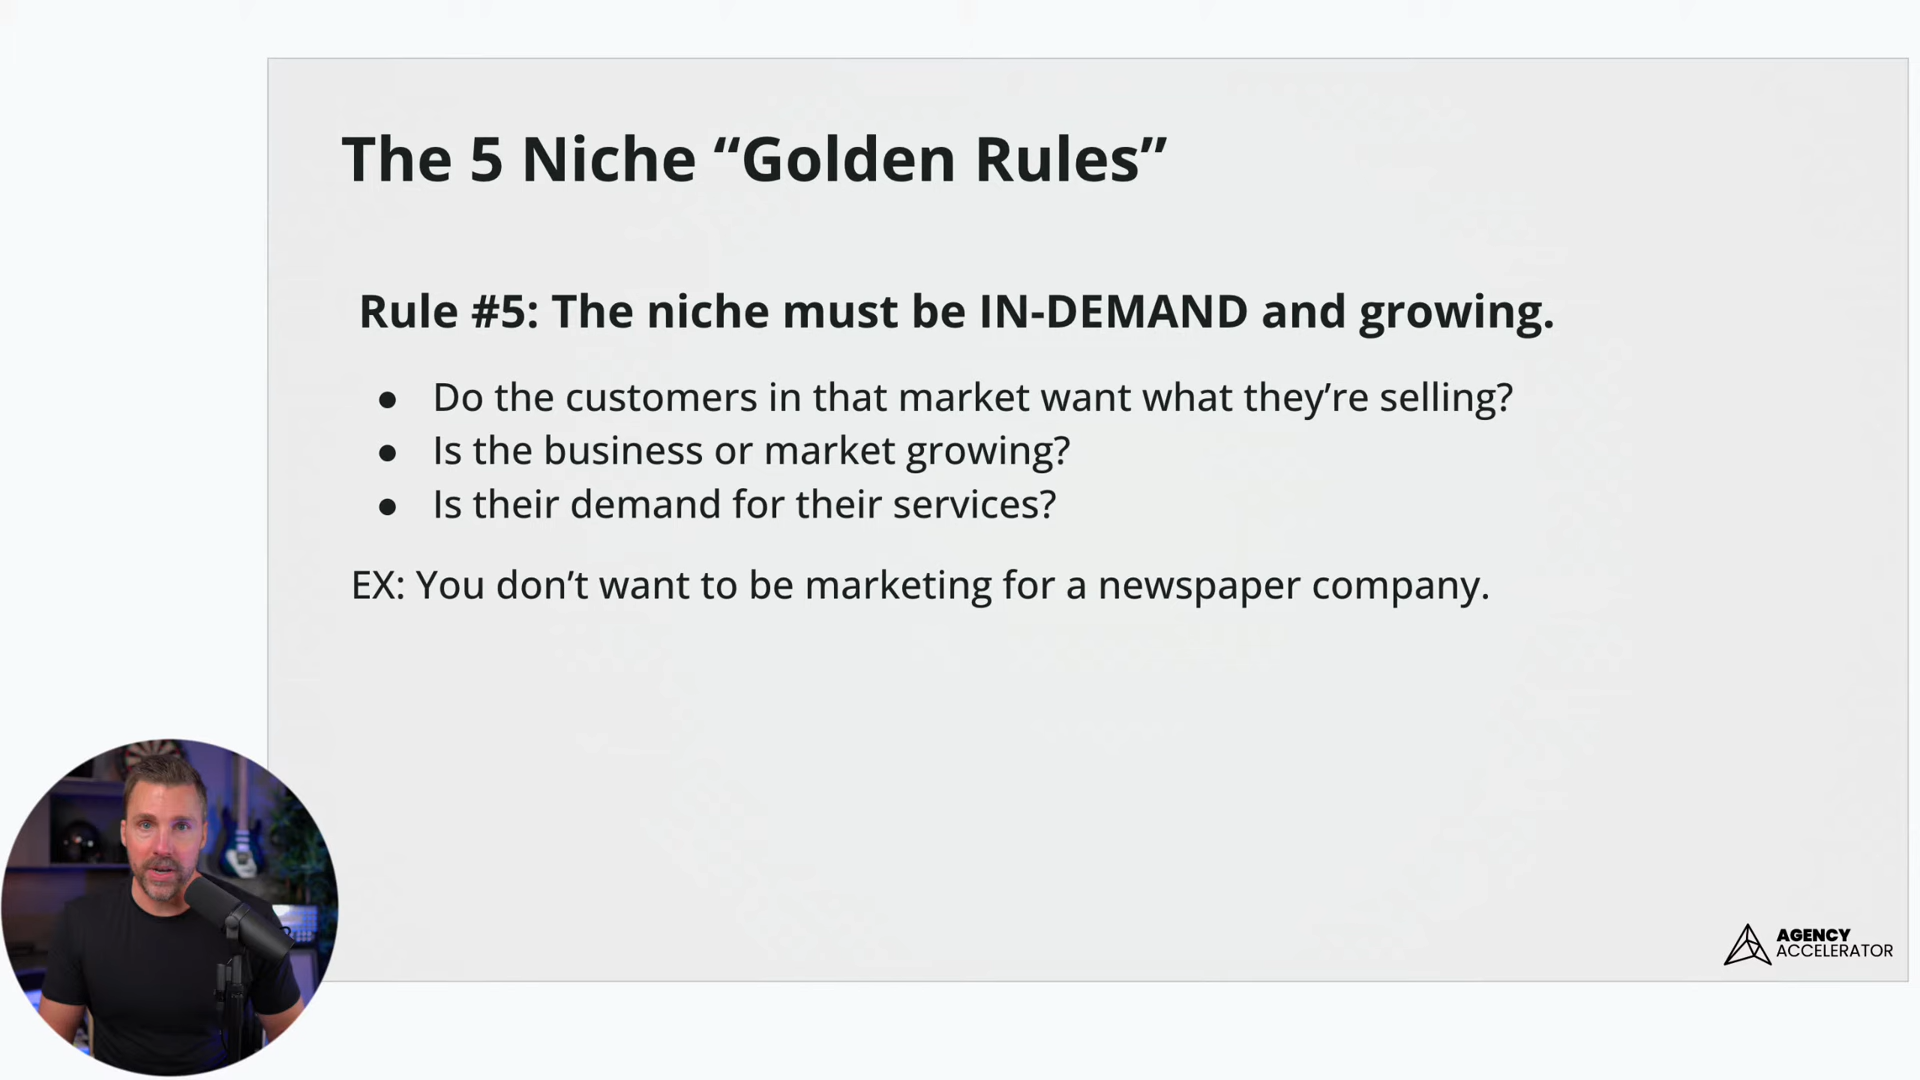 The 5 Niche “Golden Rules”
Rule #5: The niche must be IN-DEMAND and growing.
● Do the customers in that market want what they’re selling?
● Is the business or market growing?
● Is their demand for their services?
EX: You don’t want to be marketing for a newspaper company.
AGENCY
ACCELERATOR